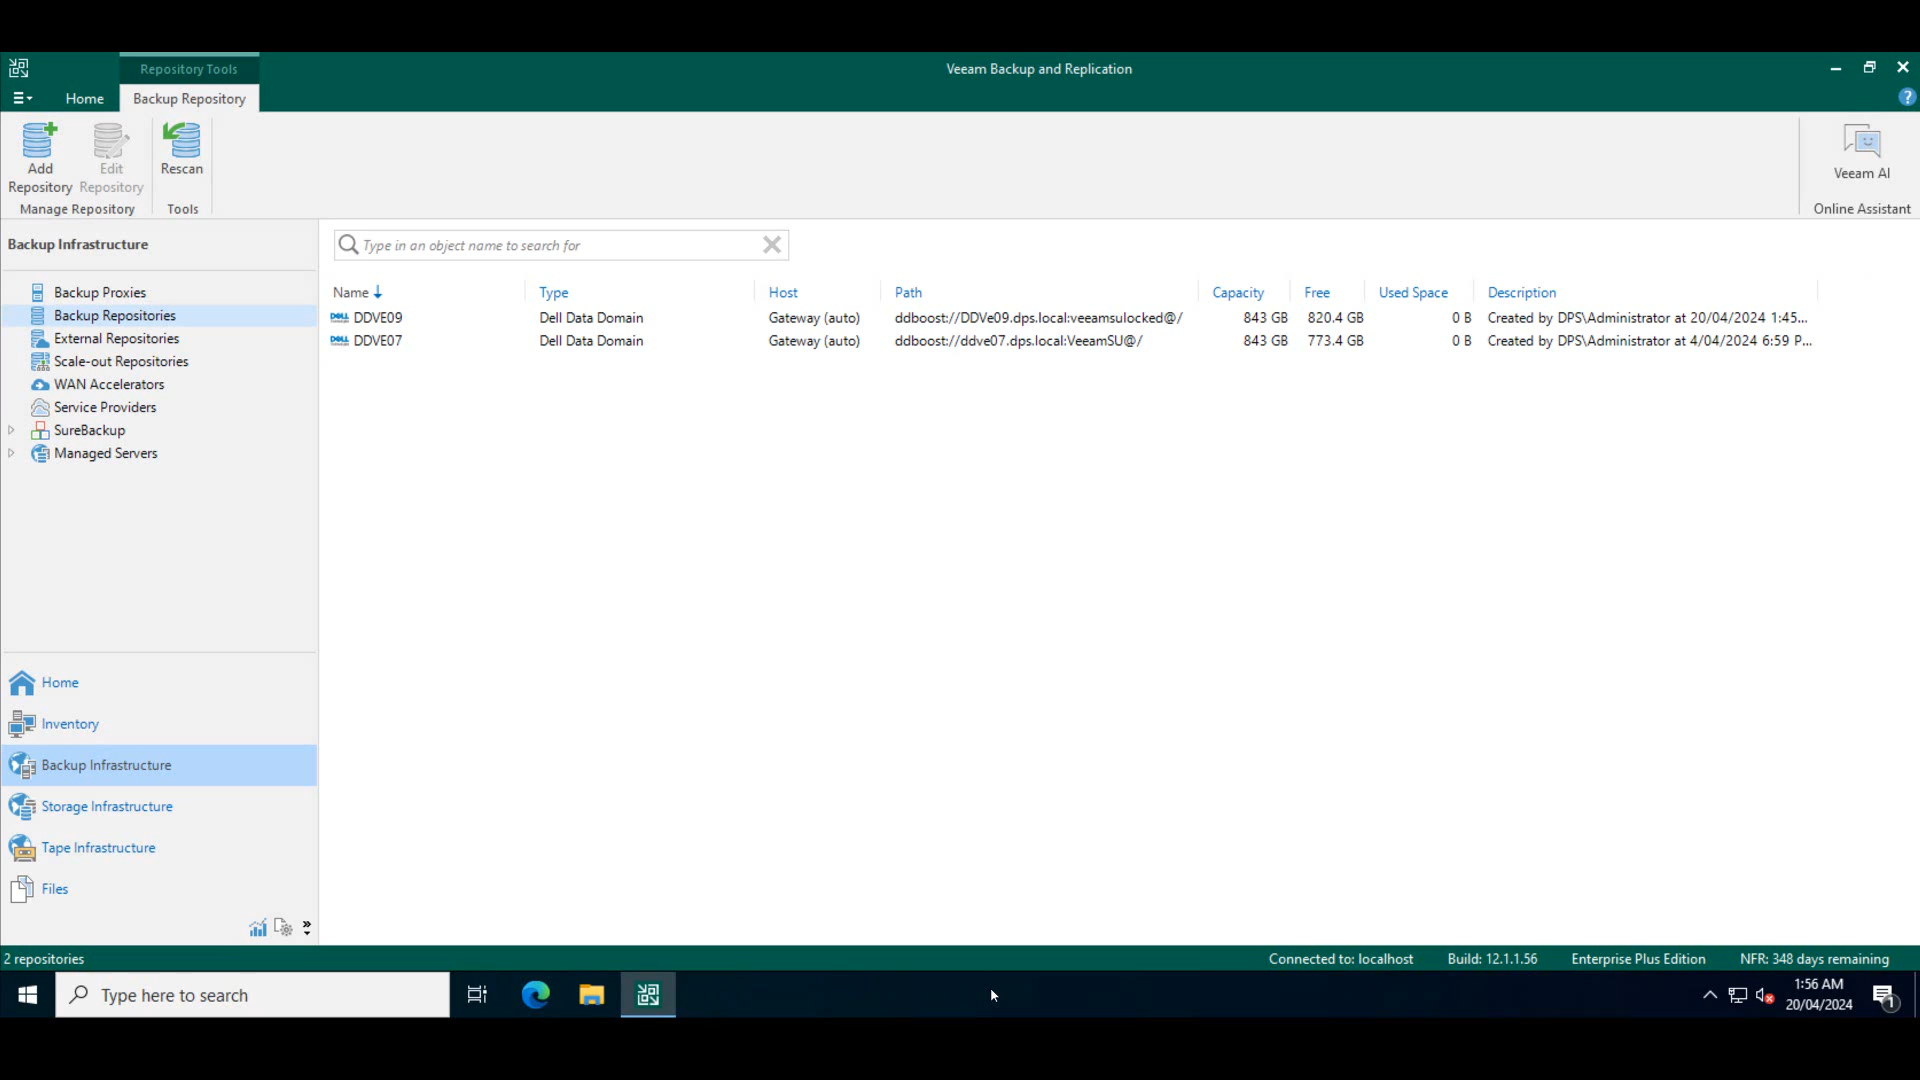 Repository Tools
Veeam Backup and Replication
Home
Backup Repository
?
Add
Repository
Edit
Repository
Rescan
Veeam AI
Manage Repository
Tools
Online Assistant
Backup Infrastructure
Type in an object name to search for
Backup Proxies
Backup Repositories
External Repositories
Scale-out Repositories
WAN Accelerators
Service Providers
SureBackup
Managed Servers
Name Type Host Path Capacity Free Used Space Description
DELL DDVE09 Dell Data Domain Gateway (auto) ddboost://DDVe09.dps.local:veeamsulocked@/ 843 GB 820.4 GB 0 B Created by DPS\Administrator at 20/04/2024 1:45...
DELL DDVE07 Dell Data Domain Gateway (auto) ddboost://ddve07.dps.local:VeeamSU@/ 843 GB 773.4 GB 0 B Created by DPS\Administrator at 4/04/2024 6:59 P...
Home
Inventory
Backup Infrastructure
Storage Infrastructure
Tape Infrastructure
Files
2 repositories
Connected to: localhost
Build: 12.1.1.56
Enterprise Plus Edition
NFR: 348 days remaining
Type here to search
1:56 AM
20/04/2024
1